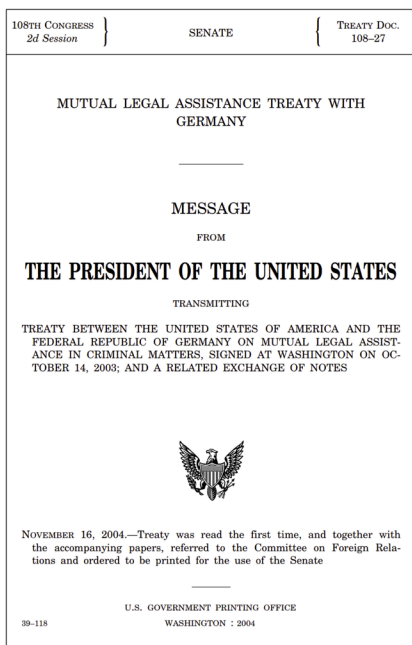 108TH CONGRESS
2d Session
SENATE
TREATY DOC.
108–27
MUTUAL LEGAL ASSISTANCE TREATY WITH
GERMANY
MESSAGE
FROM
THE PRESIDENT OF THE UNITED STATES
TRANSMITTING
TREATY BETWEEN THE UNITED STATES OF AMERICA AND THE
FEDERAL REPUBLIC OF GERMANY ON MUTUAL LEGAL ASSIST-
ANCE IN CRIMINAL MATTERS, SIGNED AT WASHINGTON ON OC-
TOBER 14, 2003; AND A RELATED EXCHANGE OF NOTES
NOVEMBER 16, 2004.—Treaty was read the first time, and together with
the accompanying papers, referred to the Committee on Foreign Rela-
tions and ordered to be printed for the use of the Senate
U.S. GOVERNMENT PRINTING OFFICE
39–118
WASHINGTON : 2004